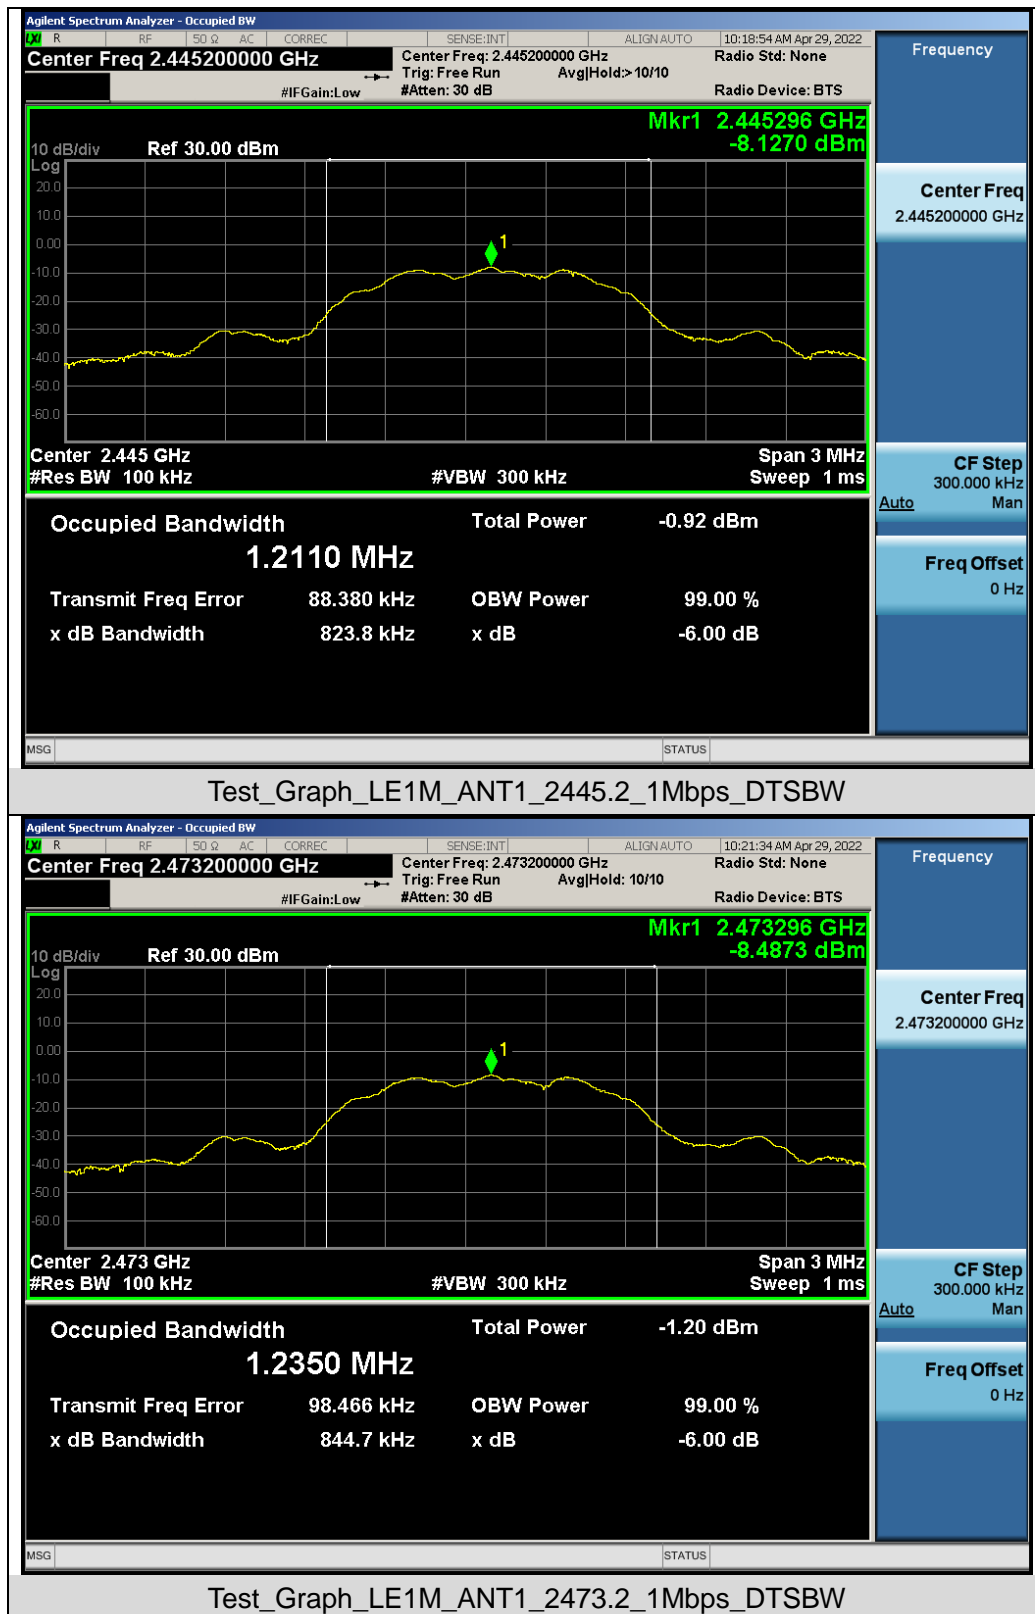 Agilent Spectrum Analyzer - Occupied BW
LXI R RF 50 Ω AC CORREC SENSE:INT ALIGN AUTO 10:18:54 AM Apr 29, 2022
Center Freq 2.445200000 GHz Center Freq: 2.445200000 GHz Radio Std: None Frequency
Trig: Free Run Avg|Hold:> 10/10
#IFGain:Low #Atten: 30 dB Radio Device: BTS
Mkr1 2.445296 GHz
-8.1270 dBm
10 dB/div Ref 30.00 dBm
Log
20.0
10.0
0.00
-10.0
-20.0
-30.0
-40.0
-50.0
-60.0
1
Center Freq
2.445200000 GHz
Center 2.445 GHz Span 3 MHz
#Res BW 100 kHz #VBW 300 kHz Sweep 1 ms
CF Step
300.000 kHz
Auto Man
Occupied Bandwidth Total Power -0.92 dBm
1.2110 MHz
Freq Offset
0 Hz
Transmit Freq Error 88.380 kHz OBW Power 99.00 %
x dB Bandwidth 823.8 kHz x dB -6.00 dB
MSG STATUS
Test_Graph_LE1M_ANT1_2445.2_1Mbps_DTSBW
Agilent Spectrum Analyzer - Occupied BW
LXI R RF 50 Ω AC CORREC SENSE:INT ALIGN AUTO 10:21:34 AM Apr 29, 2022
Center Freq 2.473200000 GHz Center Freq: 2.473200000 GHz Radio Std: None Frequency
Trig: Free Run Avg|Hold: 10/10
#IFGain:Low #Atten: 30 dB Radio Device: BTS
Mkr1 2.473296 GHz
-8.4873 dBm
10 dB/div Ref 30.00 dBm
Log
20.0
10.0
0.00
-10.0
-20.0
-30.0
-40.0
-50.0
-60.0
1
Center Freq
2.473200000 GHz
Center 2.473 GHz Span 3 MHz
#Res BW 100 kHz #VBW 300 kHz Sweep 1 ms
CF Step
300.000 kHz
Auto Man
Occupied Bandwidth Total Power -1.20 dBm
1.2350 MHz
Freq Offset
0 Hz
Transmit Freq Error 98.466 kHz OBW Power 99.00 %
x dB Bandwidth 844.7 kHz x dB -6.00 dB
MSG STATUS
Test_Graph_LE1M_ANT1_2473.2_1Mbps_DTSBW